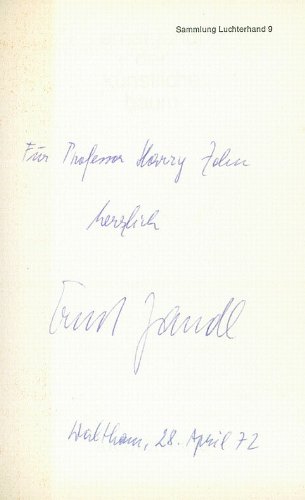 Sammlung Luchterhand 9
Für Professor Harry Zohn
herzlich
Ernst Jandl
Waltham, 28. April 72